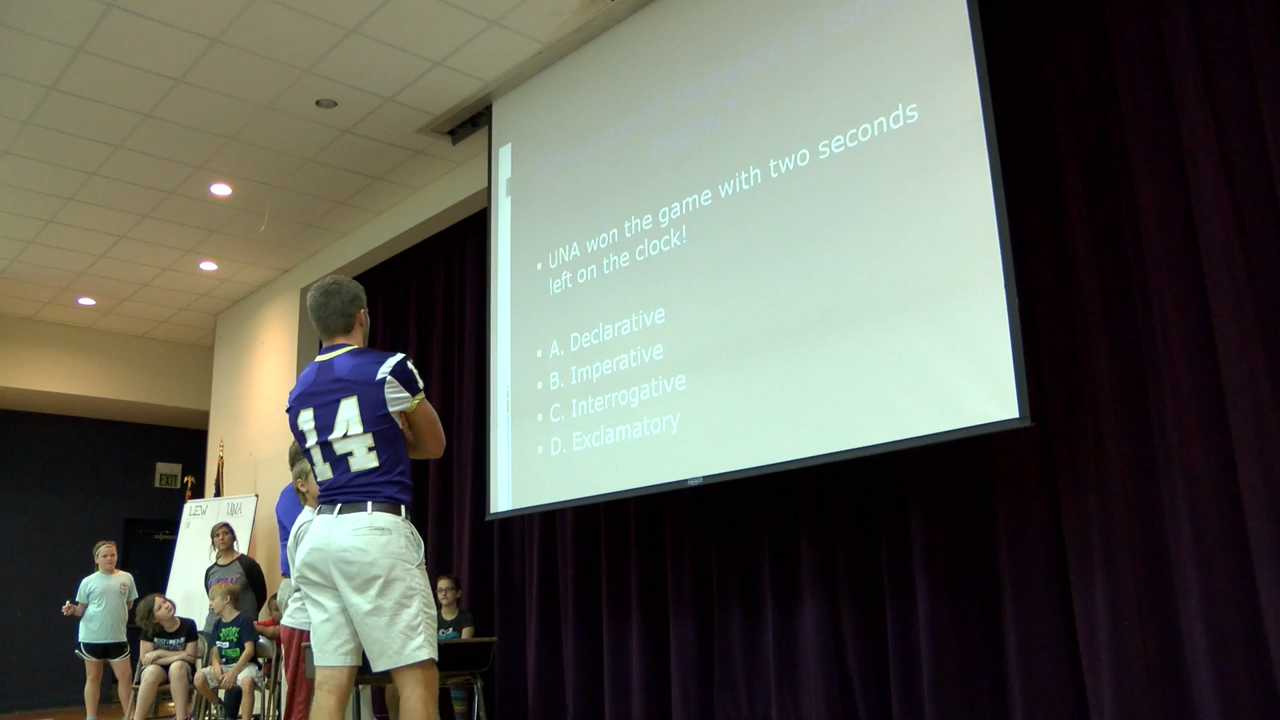 UNA won the game with two seconds
left on the clock!
A. Declarative
B. Imperative
C. Interrogative
D. Exclamatory
14
EXIT
LEW UNA